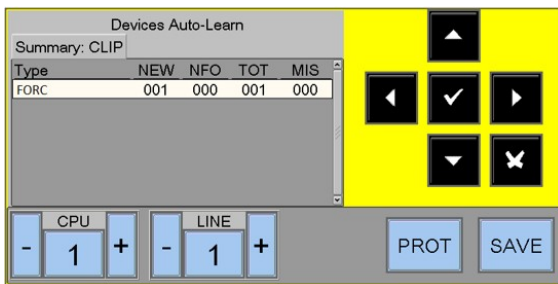 Devices Auto-Learn
Summary: CLIP
Type NEW NFO TOT MIS
FORC 001 000 001 000
CPU LINE
- 1 + - 1 + PROT SAVE